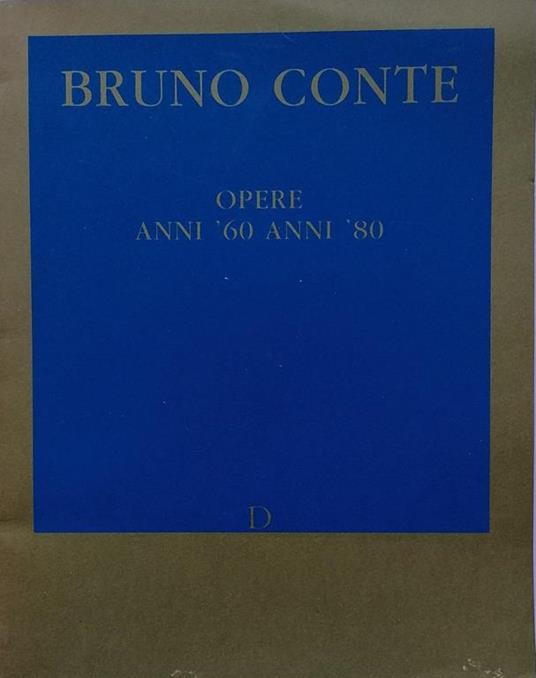 BRUNO CONTE
OPERE
ANNI '60 ANNI '80
D